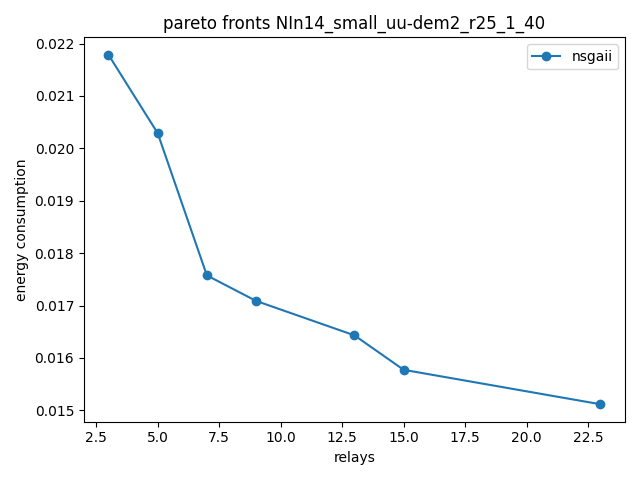 pareto fronts NIn14_small_uu-dem2_r25_1_40
nsgaii
0.022
0.021
0.020
0.019
0.018
0.017
0.016
0.015
energy consumption
2.5 5.0 7.5 10.0 12.5 15.0 17.5 20.0 22.5
relays